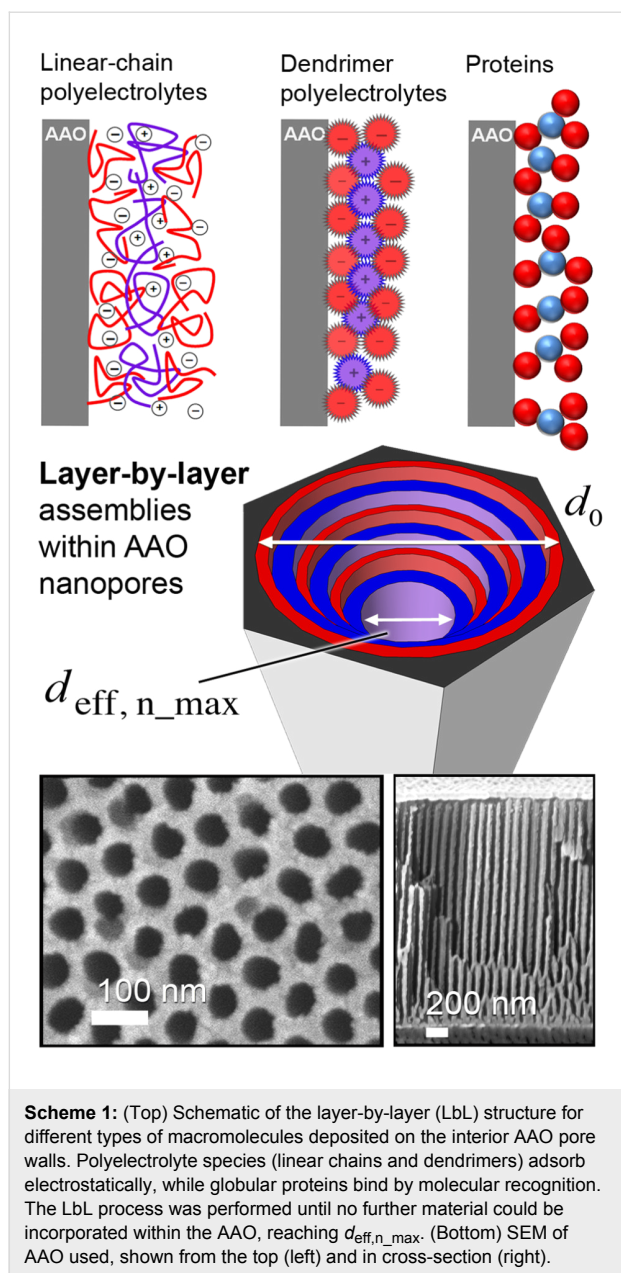 Linear-chain
polyelectrolytes
Dendrimer
polyelectrolytes
Proteins
AAO
AAO
AAO
Layer-by-layer
assemblies
within AAO
nanopores
d0
deff, n_max
100 nm
200 nm
Scheme 1: (Top) Schematic of the layer-by-layer (LbL) structure for
different types of macromolecules deposited on the interior AAO pore
walls. Polyelectrolyte species (linear chains and dendrimers) adsorb
electrostatically, while globular proteins bind by molecular recognition.
The LbL process was performed until no further material could be
incorporated within the AAO, reaching deff,n_max. (Bottom) SEM of
AAO used, shown from the top (left) and in cross-section (right).